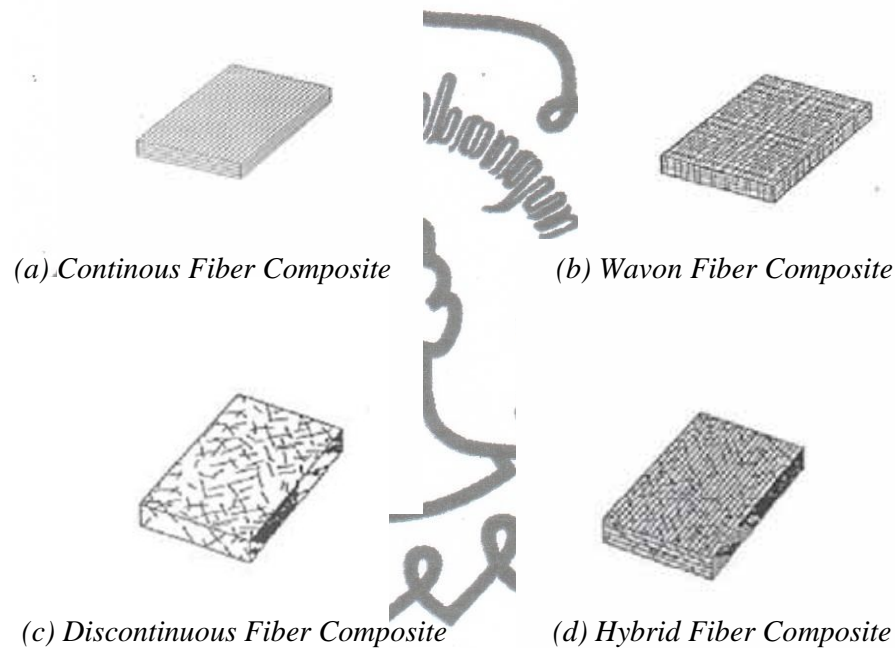 (a) Continous Fiber Composite
(b) Wavon Fiber Composite
(c) Discontinuous Fiber Composite
(d) Hybrid Fiber Composite